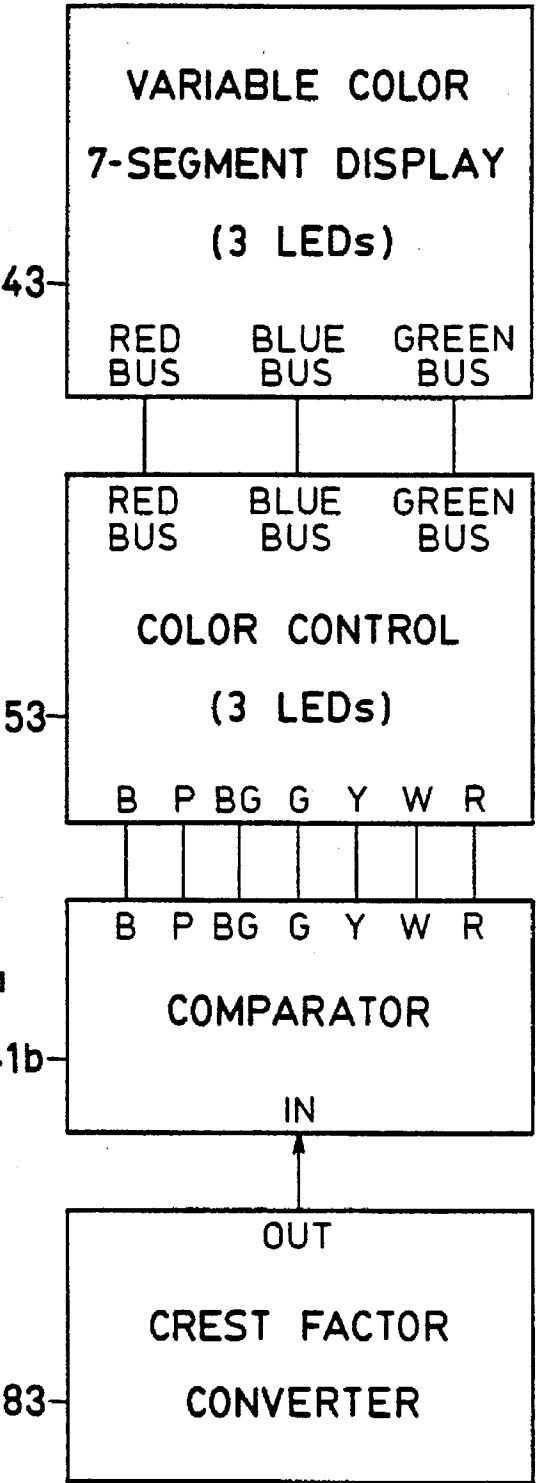 VARIABLE COLOR
7-SEGMENT DISPLAY
(3 LEDs)
43
RED BLUE GREEN
BUS BUS BUS
RED BLUE GREEN
BUS BUS BUS
COLOR CONTROL
53
(3 LEDs)
B P BG G Y W R
B P BG G Y W R
COMPARATOR
1b
IN
OUT
CREST FACTOR
83
CONVERTER